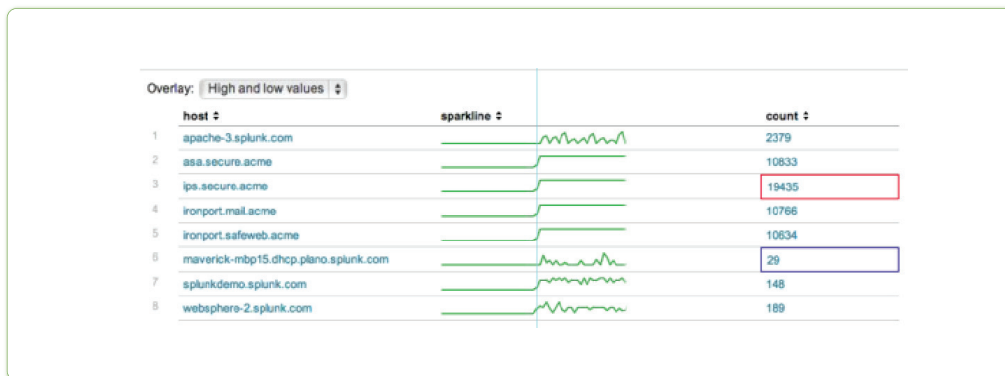 Overlay: High and low values
host sparkline count
1 apache-3.splunk.com 2379
2 asa.secure.acme 10833
3 ips.secure.acme 19435
4 ironport.mail.acme 10766
5 ironport.safeweb.acme 10634
6 maverick-mbp15.dhcp.plano.splunk.com 29
7 splunkdemo.splunk.com 148
8 websphere-2.splunk.com 189